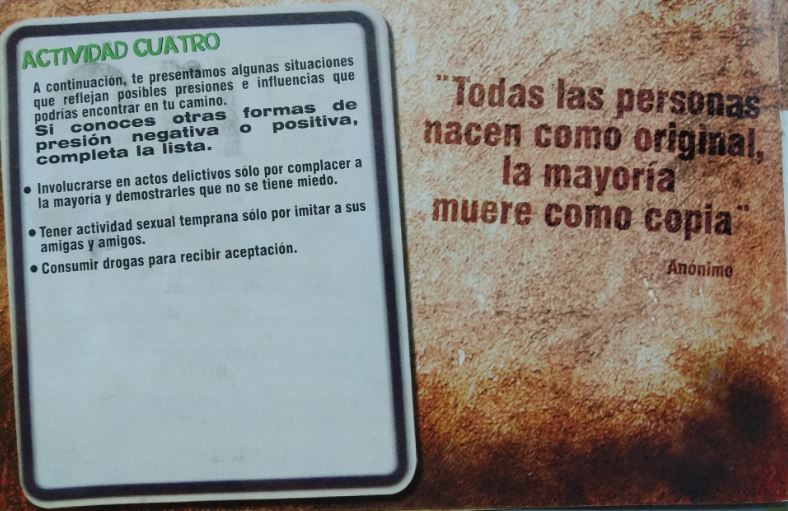 ACTIVIDAD CUATRO
A continuación, te presentamos algunas situaciones
que reflejan posibles presiones e influencias que
podrías encontrar en tu camino.
Si conoces otras formas de
presión negativa o positiva,
completa la lista.
● Involucrarse en actos delictivos sólo por complacer a
la mayoría y demostrarles que no se tiene miedo.
● Tener actividad sexual temprana sólo por imitar a sus
amigas y amigos.
● Consumir drogas para recibir aceptación.
"Todas las personas
nacen como original,
la mayoría
muere como copia"
Anónimo